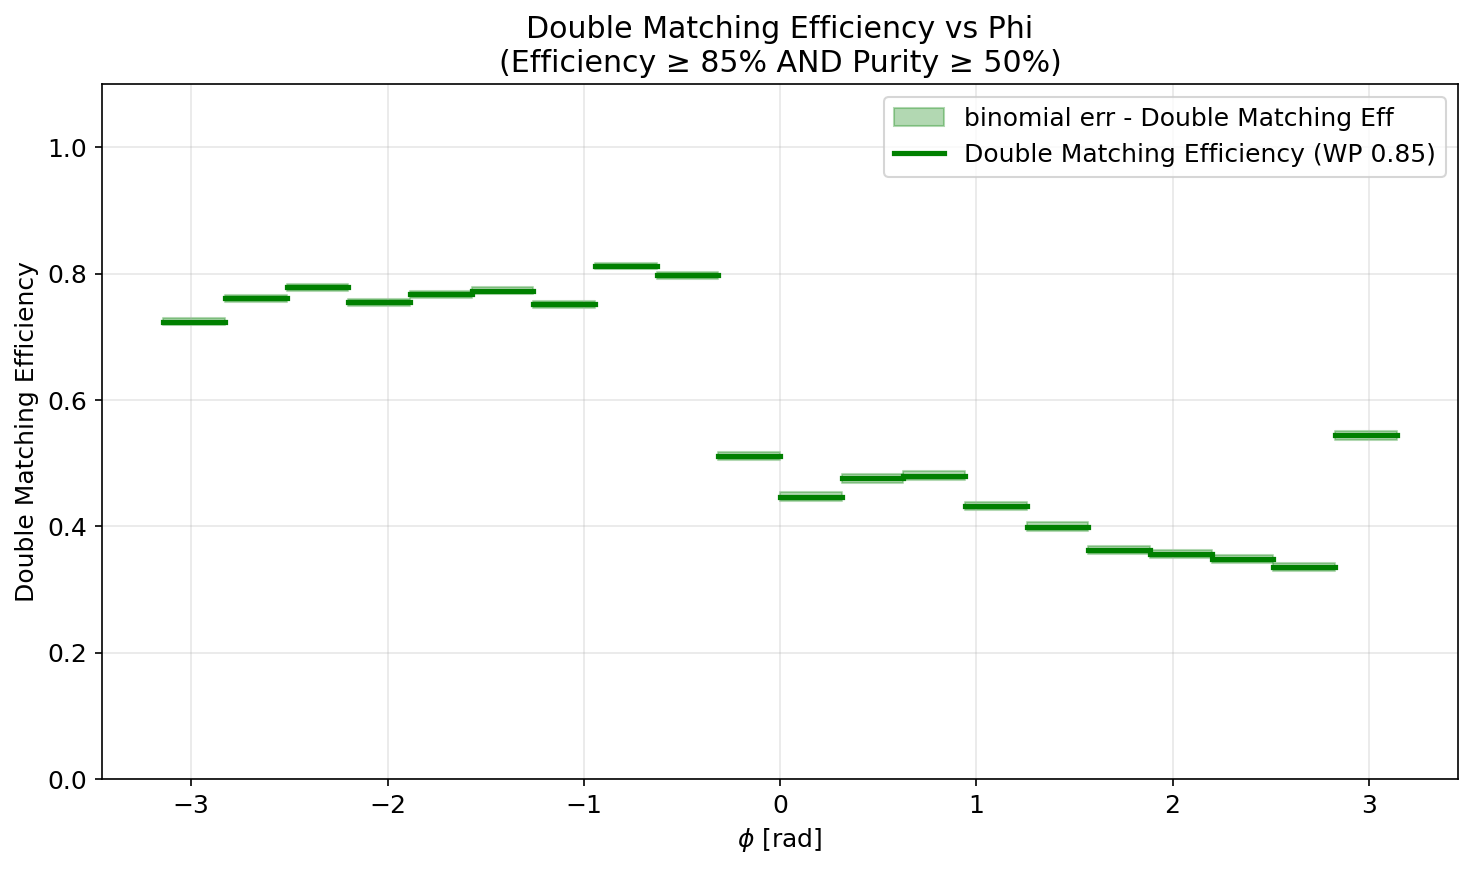 Double Matching Efficiency vs Phi
(Efficiency ≥ 85% AND Purity ≥ 50%)
binomial err - Double Matching Eff
Double Matching Efficiency (WP 0.85)
Double Matching Efficiency
1.0
0.8
0.6
0.4
0.2
0.0
−3
−2
−1
0
1
2
3
ϕ [rad]